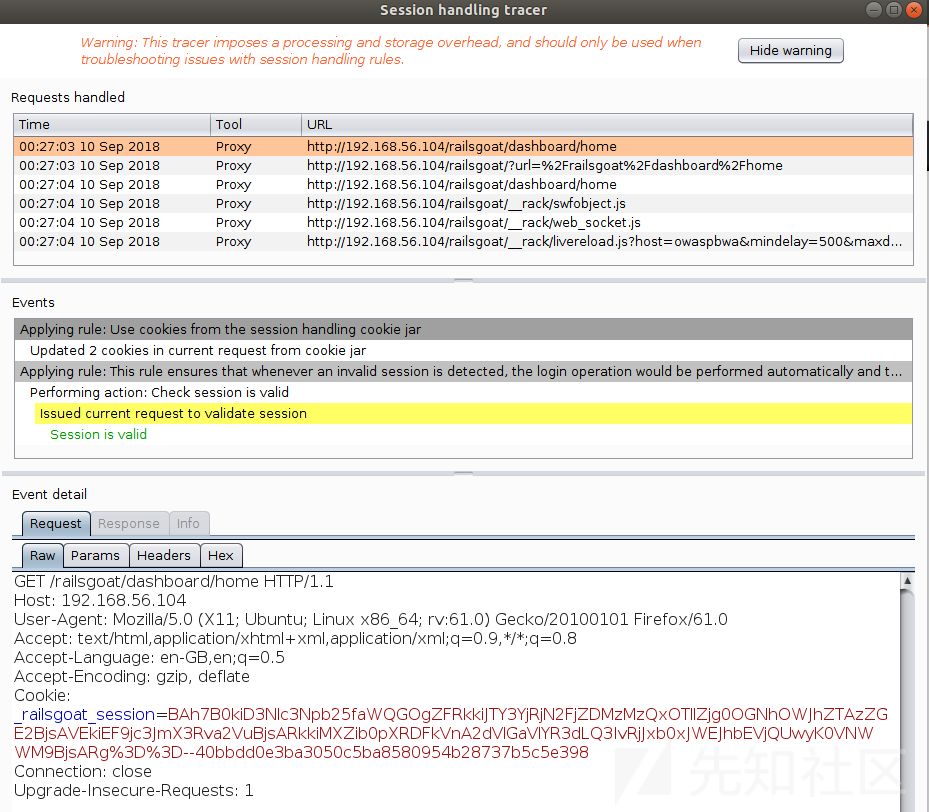 Session handling tracer
Warning: This tracer imposes a processing and storage overhead, and should only be used when
troubleshooting issues with session handling rules.
Hide warning
Requests handled
Time Tool URL
00:27:03 10 Sep 2018 Proxy http://192.168.56.104/railsgoat/dashboard/home
00:27:03 10 Sep 2018 Proxy http://192.168.56.104/railsgoat/?url=%2Frailsgoat%2Fdashboard%2Fhome
00:27:04 10 Sep 2018 Proxy http://192.168.56.104/railsgoat/dashboard/home
00:27:04 10 Sep 2018 Proxy http://192.168.56.104/railsgoat/__rack/swfobject.js
00:27:04 10 Sep 2018 Proxy http://192.168.56.104/railsgoat/__rack/web_socket.js
00:27:04 10 Sep 2018 Proxy http://192.168.56.104/railsgoat/__rack/livereload.js?host=owaspbwa&mindelay=500&maxd...
Events
Applying rule: Use cookies from the session handling cookie jar
Updated 2 cookies in current request from cookie jar
Applying rule: This rule ensures that whenever an invalid session is detected, the login operation would be performed automatically and t...
Performing action: Check session is valid
Issued current request to validate session
Session is valid
Event detail
Request Response Info
Raw Params Headers Hex
GET /railsgoat/dashboard/home HTTP/1.1
Host: 192.168.56.104
User-Agent: Mozilla/5.0 (X11; Ubuntu; Linux x86_64; rv:61.0) Gecko/20100101 Firefox/61.0
Accept: text/html,application/xhtml+xml,application/xml;q=0.9,*/*;q=0.8
Accept-Language: en-GB,en;q=0.5
Accept-Encoding: gzip, deflate
Cookie:
_railsgoat_session=BAh7B0kiD3Nlc3Npb25faWQGOgZFRkkiJTY3YjRjN2FjZDMzMzQxOTllZjg0OGNhOWJhZTAzZG
E2BjsAVEkiEF9jc3JmX3Rva2VuBjsARkkiMXZib0pXRDFkVnA2dVlGaVlYR3dLQ3lvRjJxb0xJWEJhbEVjQUwyK0VNW
WM9BjsARg%3D%3D--40bbdd0e3ba3050c5ba8580954b28737b5c5e398
Connection: close
Upgrade-Insecure-Requests: 1
先知社区